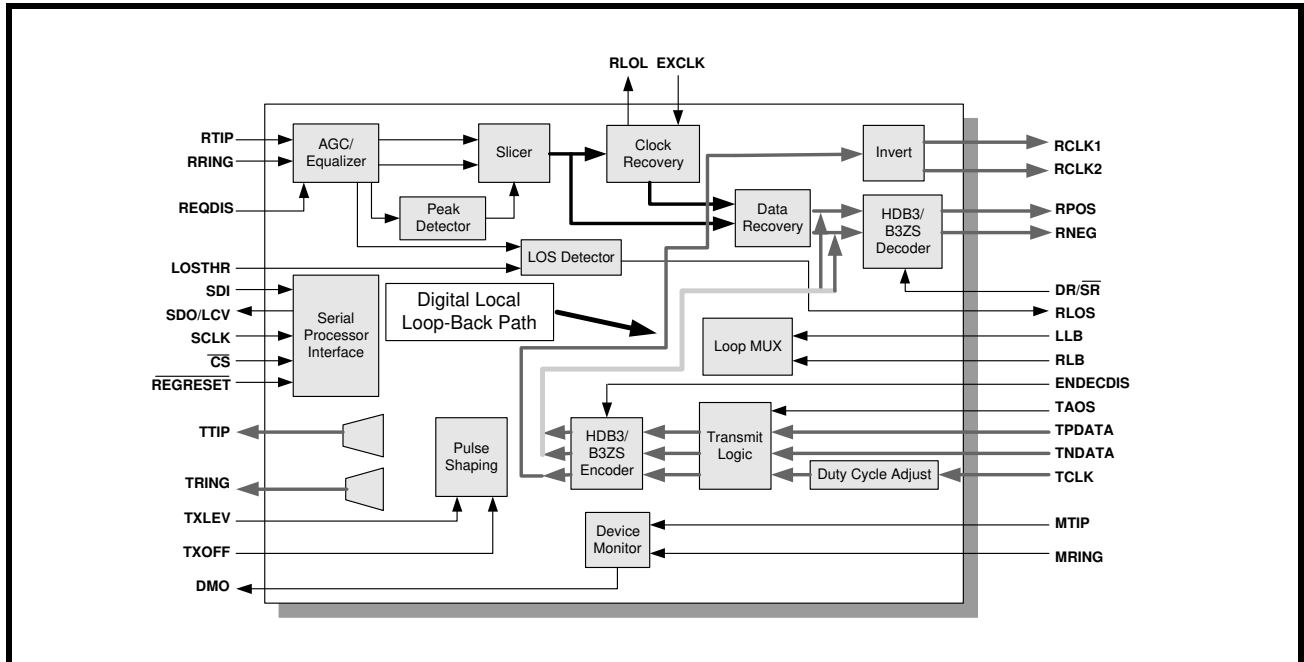 RLOL EXCLK
RTIP
RRING
REQDIS
LOSTHR
SDI
SDO/LCV
SCLK
C̅S̅
R̅E̅G̅R̅E̅S̅E̅T̅
TTIP
TRING
TXLEV
TXOFF
DMO
AGC/
Equalizer
Peak
Detector
Slicer
LOS Detector
Clock
Recovery
Data
Recovery
Invert
HDB3/
B3ZS
Decoder
Serial
Processor
Interface
Digital Local
Loop-Back Path
Loop MUX
Pulse
Shaping
HDB3/
B3ZS
Encoder
Transmit
Logic
Duty Cycle Adjust
Device
Monitor
RCLK1
RCLK2
RPOS
RNEG
DR/S̅R̅
RLOS
LLB
RLB
ENDECDIS
TAOS
TPDATA
TNDATA
TCLK
MTIP
MRING